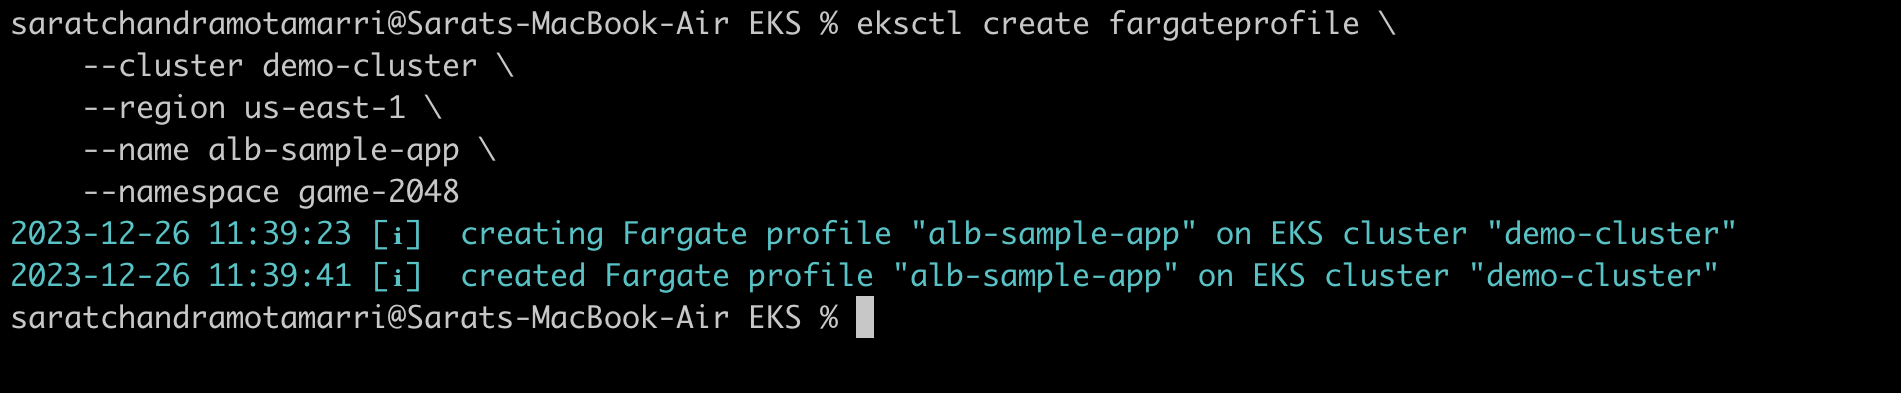 saratchandramotamarri@Sarats-MacBook-Air EKS % eksctl create fargateprofile \
    --cluster demo-cluster \
    --region us-east-1 \
    --name alb-sample-app \
    --namespace game-2048
2023-12-26 11:39:23 [ℹ]  creating Fargate profile "alb-sample-app" on EKS cluster "demo-cluster"
2023-12-26 11:39:41 [ℹ]  created Fargate profile "alb-sample-app" on EKS cluster "demo-cluster"
saratchandramotamarri@Sarats-MacBook-Air EKS %